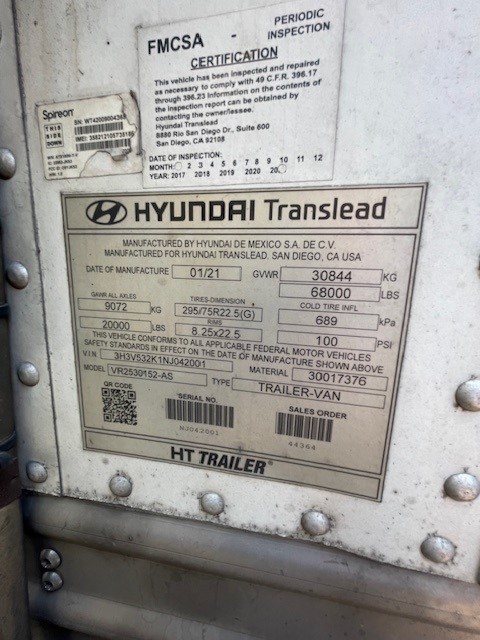 FMCSA - PERIODIC INSPECTION
CERTIFICATION
This vehicle has been inspected and repaired
as necessary to comply with 49 C.F.R. 396.17
through 396.23 Information on the contents of
the inspection report can be obtained by
contacting the owner/lessee.
Hyundai Translead
8880 Rio San Diego Dr., Suite 600
San Diego, CA 92108
DATE OF INSPECTION:
MONTH: 2 3 4 5 6 7 8 9 10 11 12
YEAR: 2017 2018 2019 2020
Spireon
THIS
SIDE
DOWN
HYUNDAI Translead
MANUFACTURED BY HYUNDAI DE MEXICO S.A. DE C.V.
MANUFACTURED FOR HYUNDAI TRANSLEAD. SAN DIEGO, CA USA
DATE OF MANUFACTURE 01/21 GVWR 30844 KG
68000 LBS
GAWR ALL AXLES TIRES-DIMENSION COLD TIRE INFL
9072 KG 295/75R22.5(G) 689 kPa
RIMS
20000 LBS 8.25x22.5 100 PSI
THIS VEHICLE CONFORMS TO ALL APPLICABLE FEDERAL MOTOR VEHICLES
SAFETY STANDARDS IN EFFECT ON THE DATE OF MANUFACTURE SHOWN ABOVE
V.I.N. 3H3V532K1NJ042001 MATERIAL 30017376
MODEL VR2530152-AS TYPE TRAILER-VAN
QR CODE SERIAL NO. SALES ORDER
NJ042001 44364
HT TRAILER®